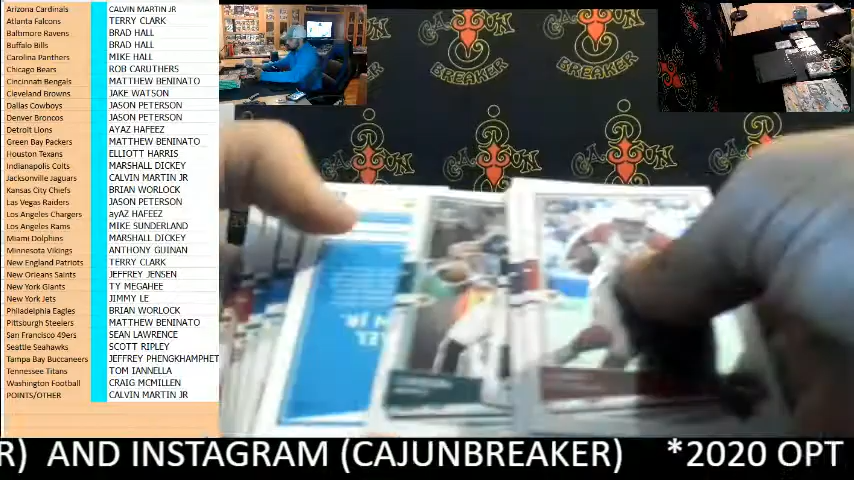 Arizona Cardinals CALVIN MARTIN JR
Atlanta Falcons TERRY CLARK
Baltimore Ravens BRAD HALL
Buffalo Bills BRAD HALL
Carolina Panthers MIKE HALL
Chicago Bears ROB CARUTHERS
Cincinnati Bengals MATTHEW BENINATO
Cleveland Browns JAKE WATSON
Dallas Cowboys JASON PETERSON
Denver Broncos JASON PETERSON
Detroit Lions AYAZ HAFEEZ
Green Bay Packers MATTHEW BENINATO
Houston Texans ELLIOTT HARRIS
Indianapolis Colts MARSHALL DICKEY
Jacksonville Jaguars CALVIN MARTIN JR
Kansas City Chiefs BRIAN WORLOCK
Las Vegas Raiders JASON PETERSON
Los Angeles Chargers ayAZ HAFEEZ
Los Angeles Rams MIKE SUNDERLAND
Miami Dolphins MARSHALL DICKEY
Minnesota Vikings ANTHONY GUINAN
New England Patriots TERRY CLARK
New Orleans Saints JEFFREY JENSEN
New York Giants TY MEGAHEE
New York Jets JIMMY LE
Philadelphia Eagles BRIAN WORLOCK
Pittsburgh Steelers MATTHEW BENINATO
San Francisco 49ers SEAN LAWRENCE
Seattle Seahawks SCOTT RIPLEY
Tampa Bay Buccaneers JEFFREY PHENGKHAMPHET
Tennessee Titans TOM IANNELLA
Washington Football CRAIG MCMILLEN
POINTS/OTHER CALVIN MARTIN JR
CAJUN CAJUN
BREAKER BREAKER
R) AND INSTAGRAM (CAJUNBREAKER) *2020 OPT